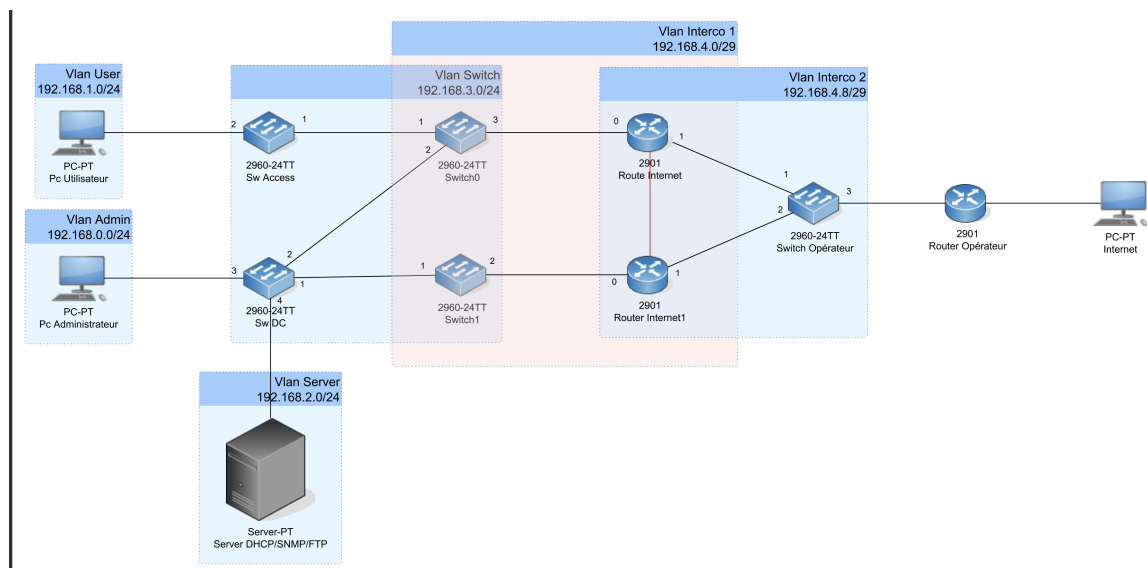 Vlan Interco 1
192.168.4.0/29
Vlan User
192.168.1.0/24
Vlan Switch
192.168.3.0/24
Vlan Interco 2
192.168.4.8/29
2
1
1
3
0
1
2
PC-PT
Pc Utilisateur
2960-24TT
Sw Access
2960-24TT
Switch0
2901
Route Internet
1
3
2
2960-24TT
Switch Opérateur
2901
Router Opérateur
PC-PT
Internet
Vlan Admin
192.168.0.0/24
3
2
1
4
1
2
0
1
PC-PT
Pc Administrateur
2960-24TT
Sw DC
2960-24TT
Switch1
2901
Router Internet1
Vlan Server
192.168.2.0/24
Server-PT
Server DHCP/SNMP/FTP